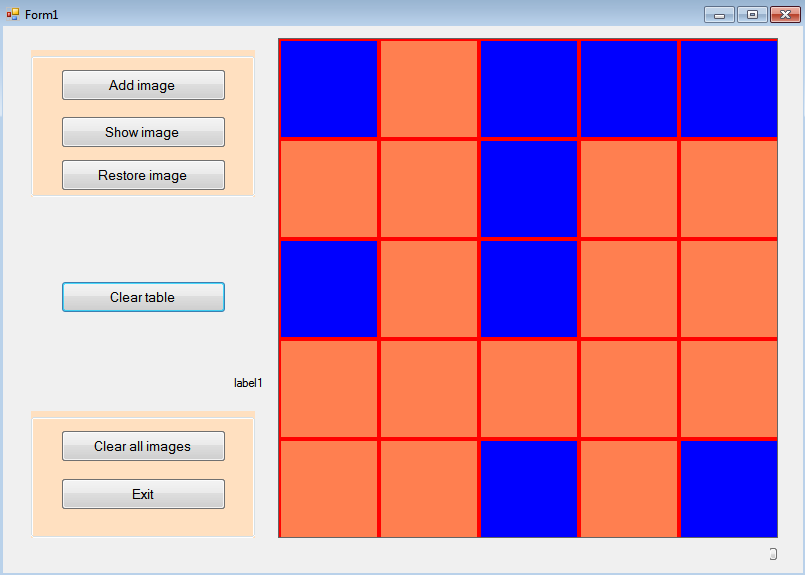 Form1
Add image
Show image
Restore image
Clear table
label1
Clear all images
Exit